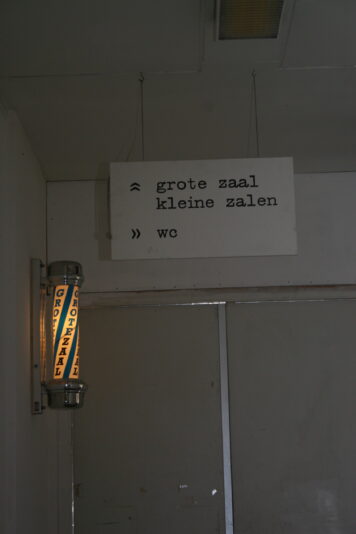 ︽ grote zaal
kleine zalen
» wc
GROTE ZAAL